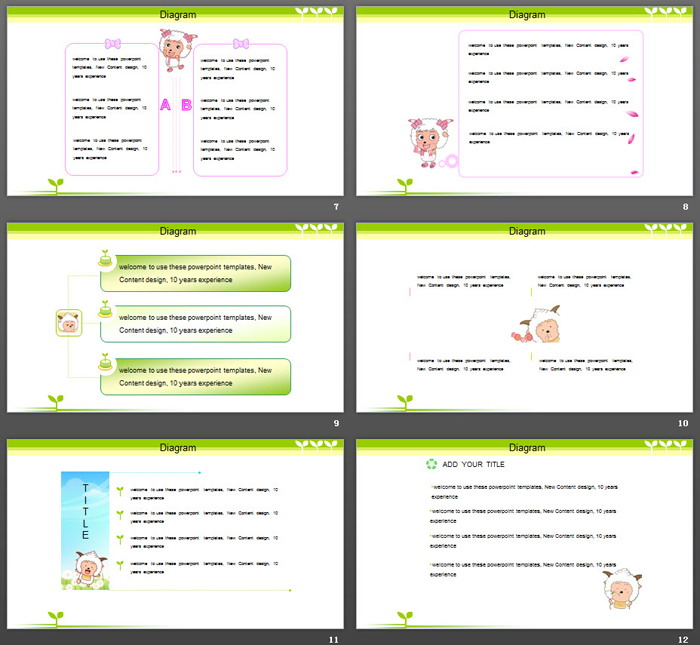 Diagram
welcome to use these powerpoint
templates, New Content design, 10
years experience
welcome to use these powerpoint
templates, New Content design, 10
years experience
welcome to use these powerpoint
templates, New Content design, 10
years experience
A B
welcome to use these powerpoint
templates, New Content design, 10
years experience
welcome to use these powerpoint
templates, New Content design, 10
years experience
welcome to use these powerpoint
templates, New Content design, 10
years experience
7
Diagram
welcome to use these powerpoint templates, New Content design, 10 years
experience
welcome to use these powerpoint templates, New Content design, 10 years
experience
welcome to use these powerpoint templates, New Content design, 10 years
experience
welcome to use these powerpoint templates, New Content design, 10 years
experience
8
Diagram
welcome to use these powerpoint templates, New
Content design, 10 years experience
welcome to use these powerpoint templates, New
Content design, 10 years experience
welcome to use these powerpoint templates, New
Content design, 10 years experience
9
Diagram
welcome to use these powerpoint templates,
New Content design, 10 years experience
welcome to use these powerpoint templates,
New Content design, 10 years experience
welcome to use these powerpoint templates,
New Content design, 10 years experience
welcome to use these powerpoint templates,
New Content design, 10 years experience
10
Diagram
TITLE
welcome to use these powerpoint templates, New Content design, 10
years experience
welcome to use these powerpoint templates, New Content design, 10
years experience
welcome to use these powerpoint templates, New Content design, 10
years experience
welcome to use these powerpoint templates, New Content design, 10
years experience
11
Diagram
ADD YOUR TITLE
welcome to use these powerpoint templates, New Content design, 10 years
experience
welcome to use these powerpoint templates, New Content design, 10 years
experience
welcome to use these powerpoint templates, New Content design, 10 years
experience
welcome to use these powerpoint templates, New Content design, 10 years
experience
12